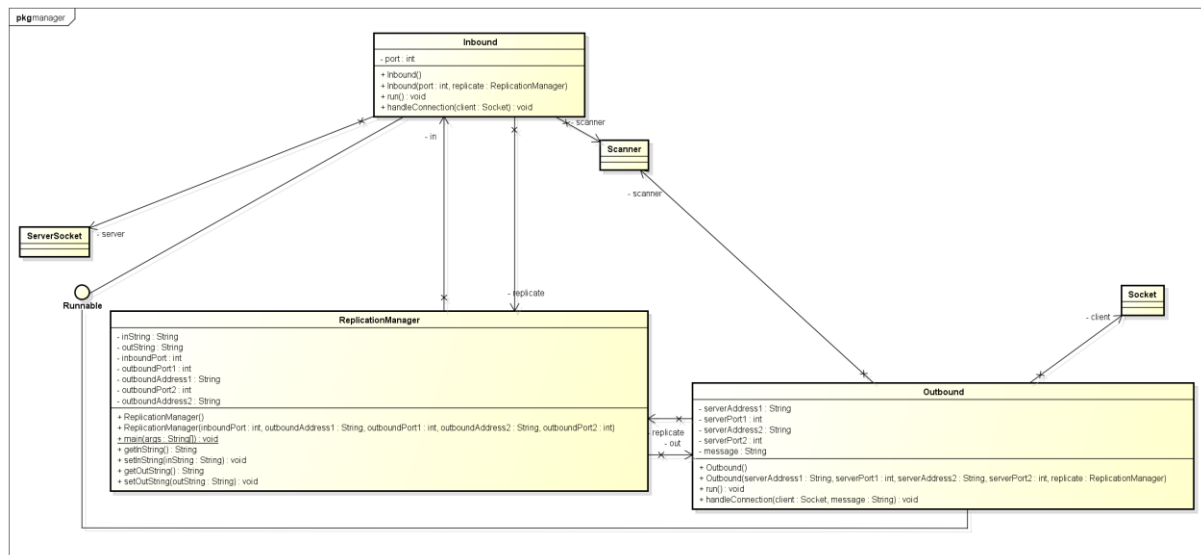 pkg manager
Inbound
- port : int
+ Inbound()
+ Inbound(port : int, replicate : ReplicationManager)
+ run() : void
+ handleConnection(client : Socket) : void
- scanner
- in
Scanner
- scanner
ServerSocket
- server
Runnable
- replicate
Socket
- client
ReplicationManager
- inString : String
- outString : String
- inboundPort : int
- outboundPort1 : int
- outboundAddress1 : String
- outboundPort2 : int
- outboundAddress2 : String
+ ReplicationManager()
+ ReplicationManager(inboundPort : int, outboundAddress1 : String, outboundPort1 : int, outboundAddress2 : String, outboundPort2 : int)
+ main(args : String[]) : void
+ getInString() : String
+ setInString(inString : String) : void
+ getOutString() : String
+ setOutString(outString : String) : void
- replicate
- out
Outbound
- serverAddress1 : String
- serverPort1 : int
- serverAddress2 : String
- serverPort2 : int
- message : String
+ Outbound()
+ Outbound(serverAddress1 : String, serverPort1 : int, serverAddress2 : String, serverPort2 : int, replicate : ReplicationManager)
+ run() : void
+ handleConnection(client : Socket, message : String) : void